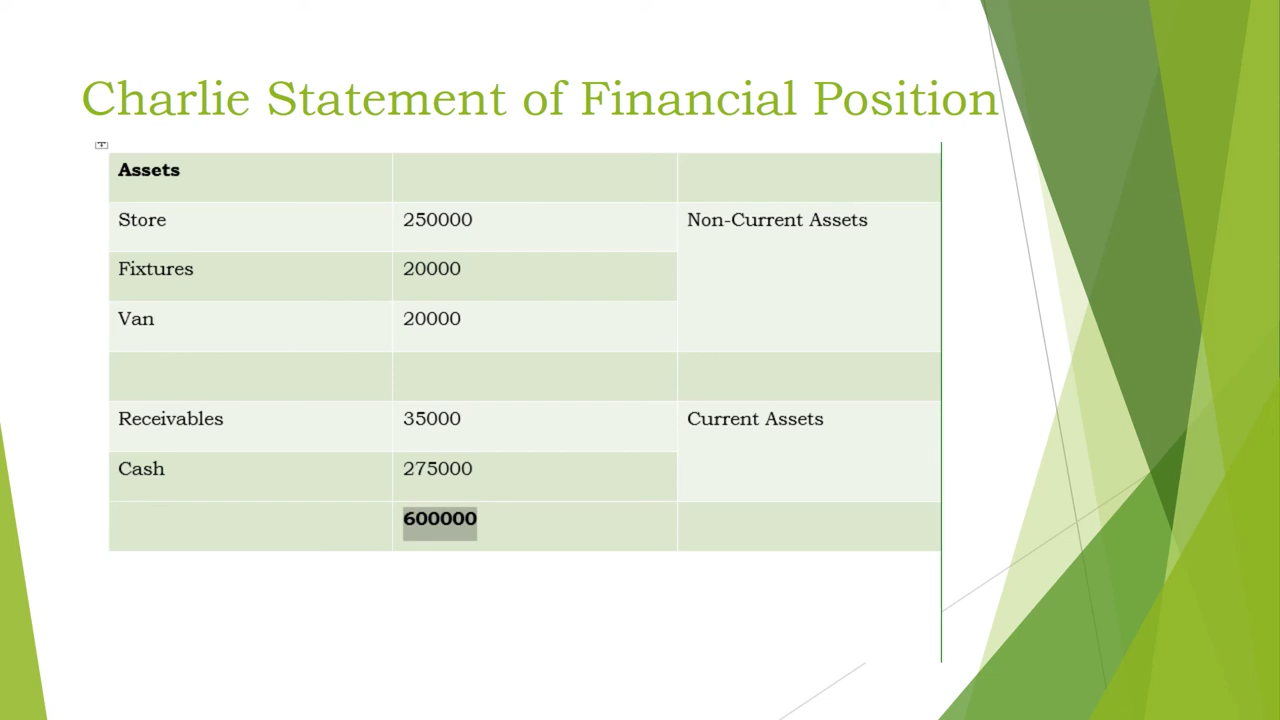 Charlie Statement of Financial Position
Assets
Store 250000 Non-Current Assets
Fixtures 20000
Van 20000
Receivables 35000 Current Assets
Cash 275000
600000